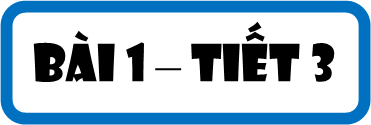 BÀI 1 – TIẾT 3